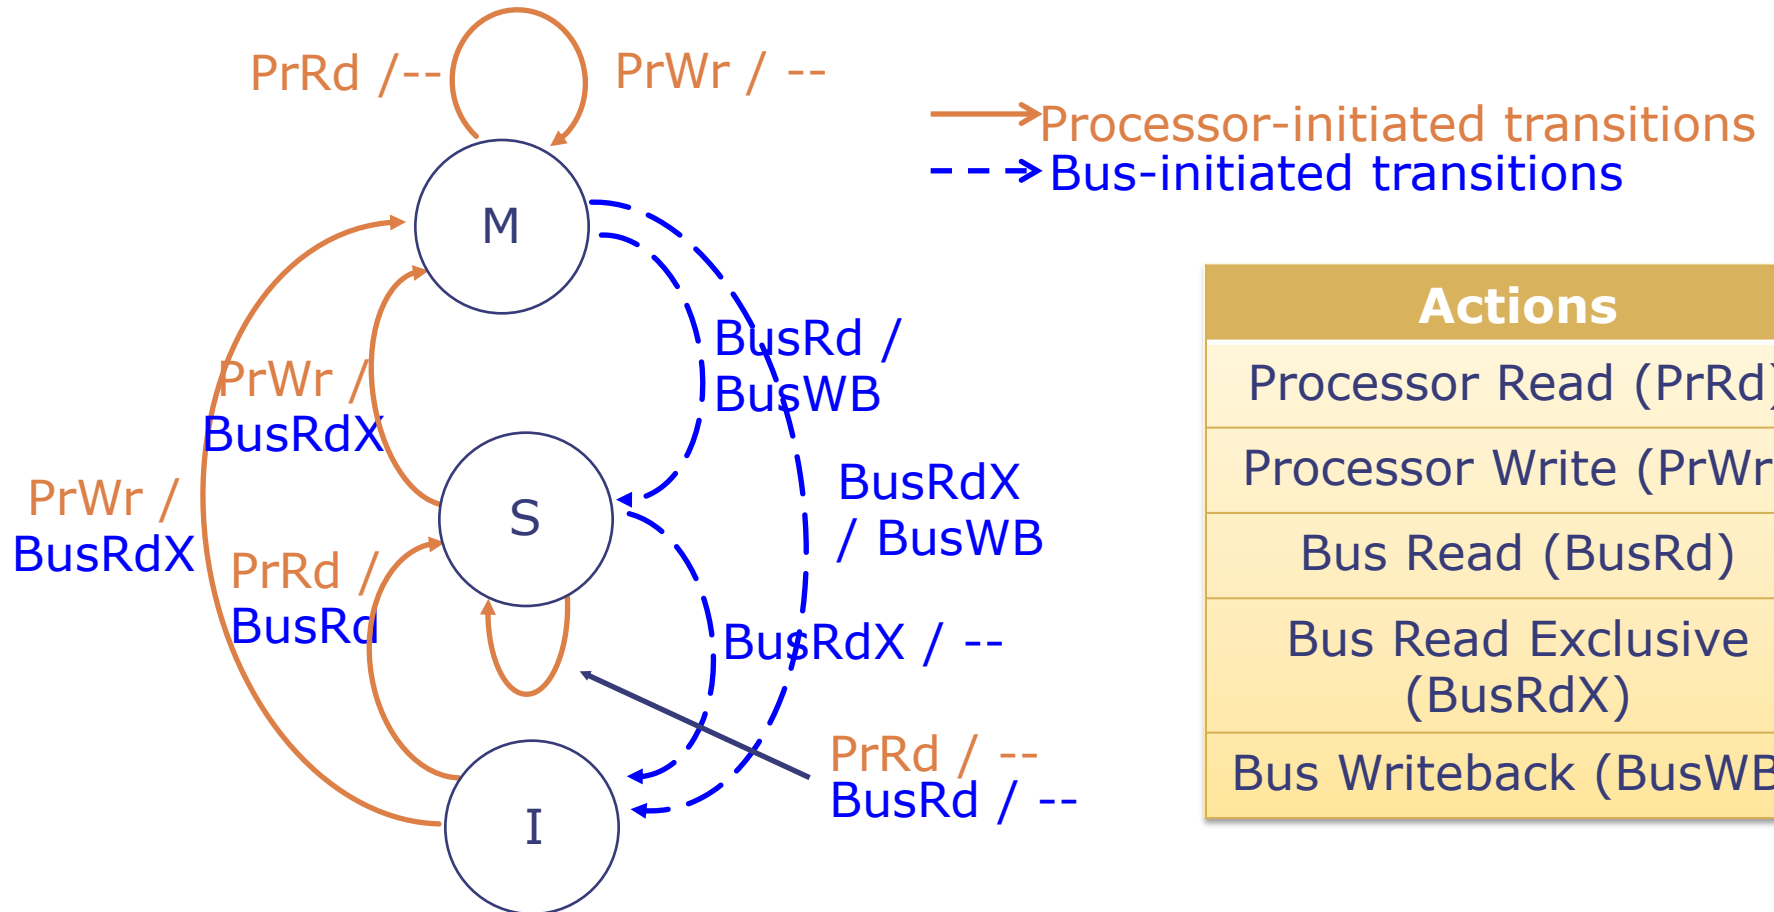 PrRd /--
PrWr / --
Processor-initiated transitions
Bus-initiated transitions
M
BusRd /
BusWB
PrWr /
BusRdX
S
BusRdX
/ BusWB
PrWr /
BusRdX
PrRd /
BusRd
BusRdX / --
PrRd / --
BusRd / --
I
Actions
Processor Read (PrRd)
Processor Write (PrWr
Bus Read (BusRd)
Bus Read Exclusive
(BusRdX)
Bus Writeback (BusWB